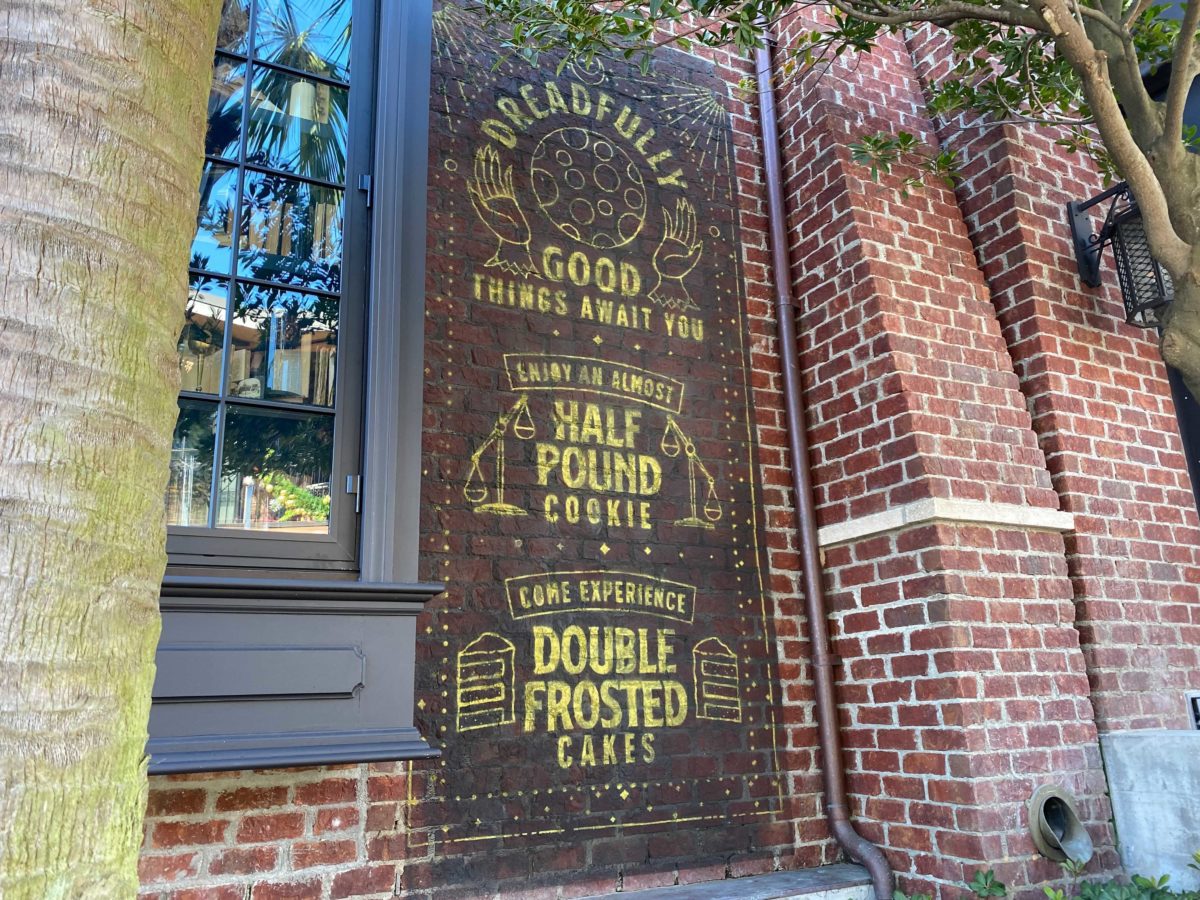 DREADFULLY
GOOD
THINGS AWAIT YOU
ENJOY AN ALMOST
HALF
POUND
COOKIE
COME EXPERIENCE
DOUBLE
FROSTED
CAKES